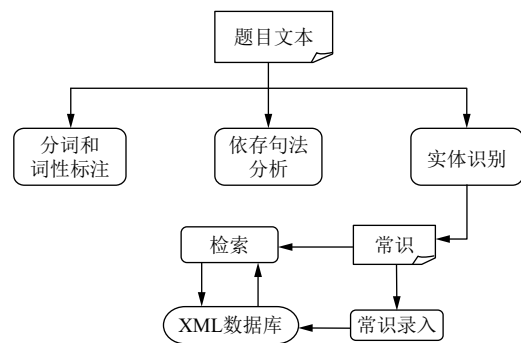 题目文本
分词和
词性标注
依存句法
分析
实体识别
检索
常识
XML数据库
常识录入